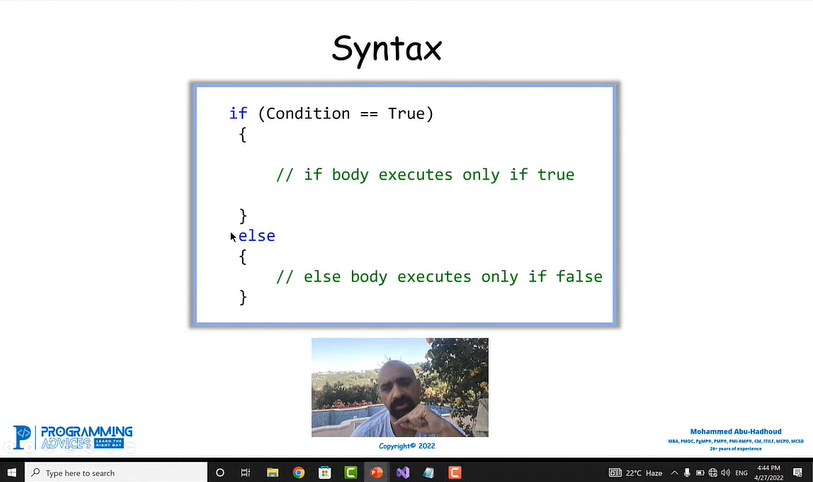 Syntax
if (Condition == True)
{
// if body executes only if true
}
else
{
// else body executes only if false
}
PROGRAMMING
ADVICES
LEARN THE RIGHT WAY
Copyright© 2022
Mohammed Abu-Hadhoud
MBA, PMOC, PgMP®, PMP®, PMI-RMP®, CM, ITILF, MCPD, MCSD
26+ years of experience
Type here to search
22°C Haze
ENG
4:44 PM
4/27/2022